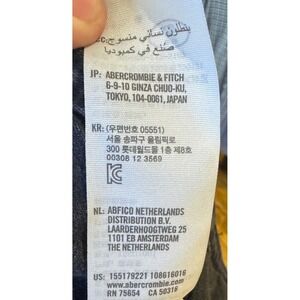 بنطلون نسائي منسوج
صنع في كمبوديا
JP: ABERCROMBIE & FITCH
6-9-10 GINZA CHUO-KU,
TOKYO, 104-0061, JAPAN
KR: (우편번호 05551)
서울 송파구 올림픽로
300 롯데월드몰 1층 제8호
00308 12 3569
NL: ABFICO NETHERLANDS
DISTRIBUTION B.V.
LAARDERHOOGTWEG 25
1101 EB AMSTERDAM
THE NETHERLANDS
US: 155179221 108616016
www.abercrombie.com
RN 75654 CA 50316